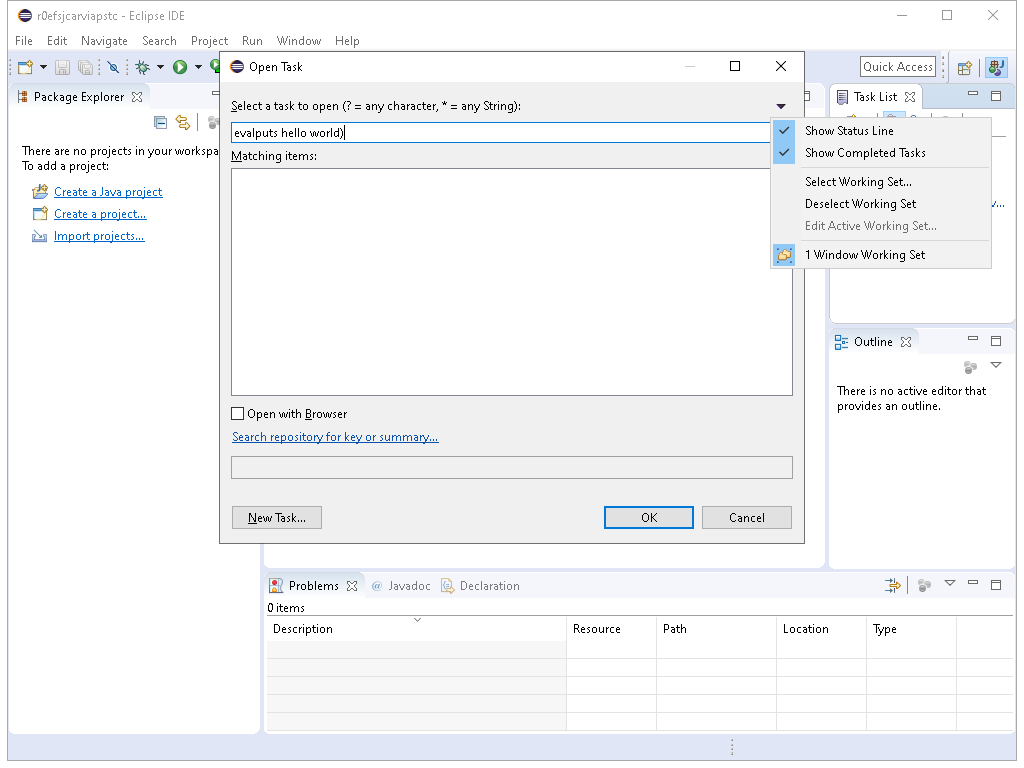 r0efsjcarviapstc - Eclipse IDE
File Edit Navigate Search Project Run Window Help
Quick Access
Open Task
Package Explorer
Task List
Select a task to open (? = any character, * = any String):
evalputs hello world)
Matching items:
Show Status Line
Show Completed Tasks
Select Working Set...
Deselect Working Set
Edit Active Working Set...
1 Window Working Set
There are no projects in your workspa
To add a project:
Create a Java project
Create a project...
Import projects...
Outline
There is no active editor that
provides an outline.
Open with Browser
Search repository for key or summary...
New Task... OK Cancel
Problems @ Javadoc Declaration
0 items
Description Resource Path Location Type